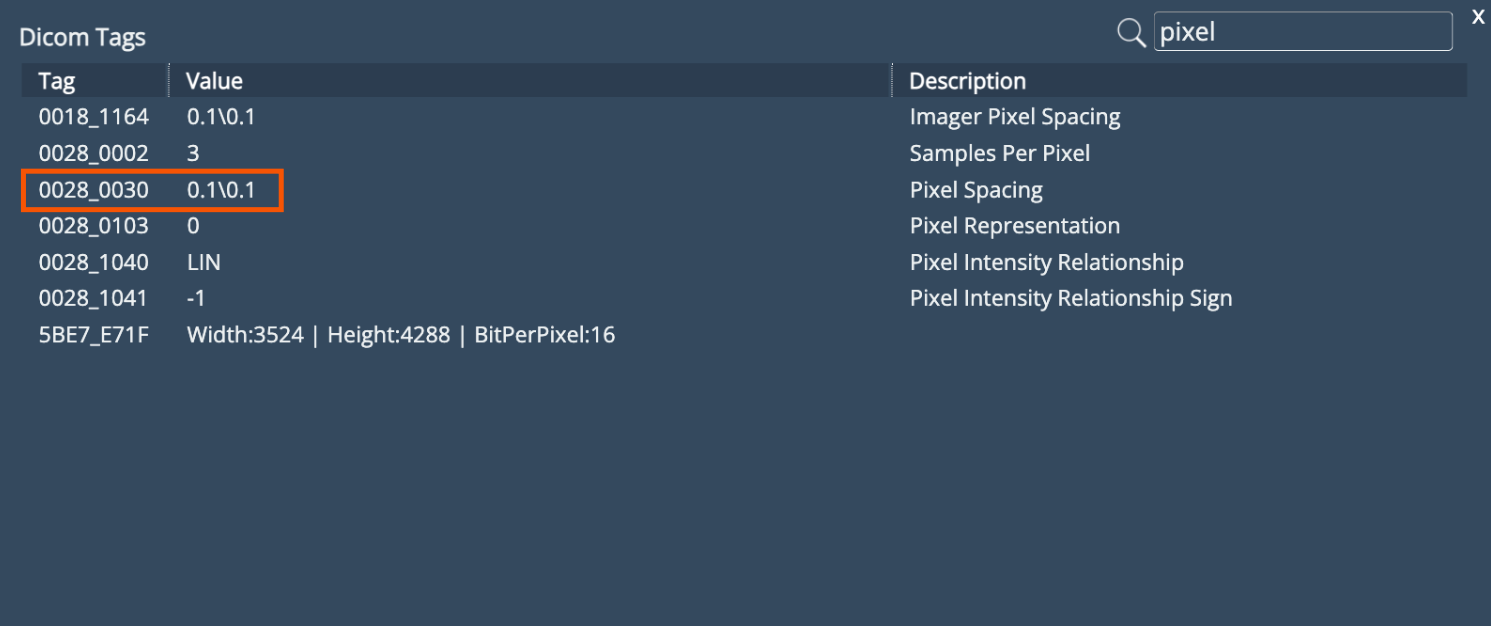 x
Dicom Tags pixel
Tag Value Description
0018_1164 0.1\0.1 Imager Pixel Spacing
0028_0002 3 Samples Per Pixel
0028_0030 0.1\0.1 Pixel Spacing
0028_0103 0 Pixel Representation
0028_1040 LIN Pixel Intensity Relationship
0028_1041 -1 Pixel Intensity Relationship Sign
5BE7_E71F Width:3524 | Height:4288 | BitPerPixel:16